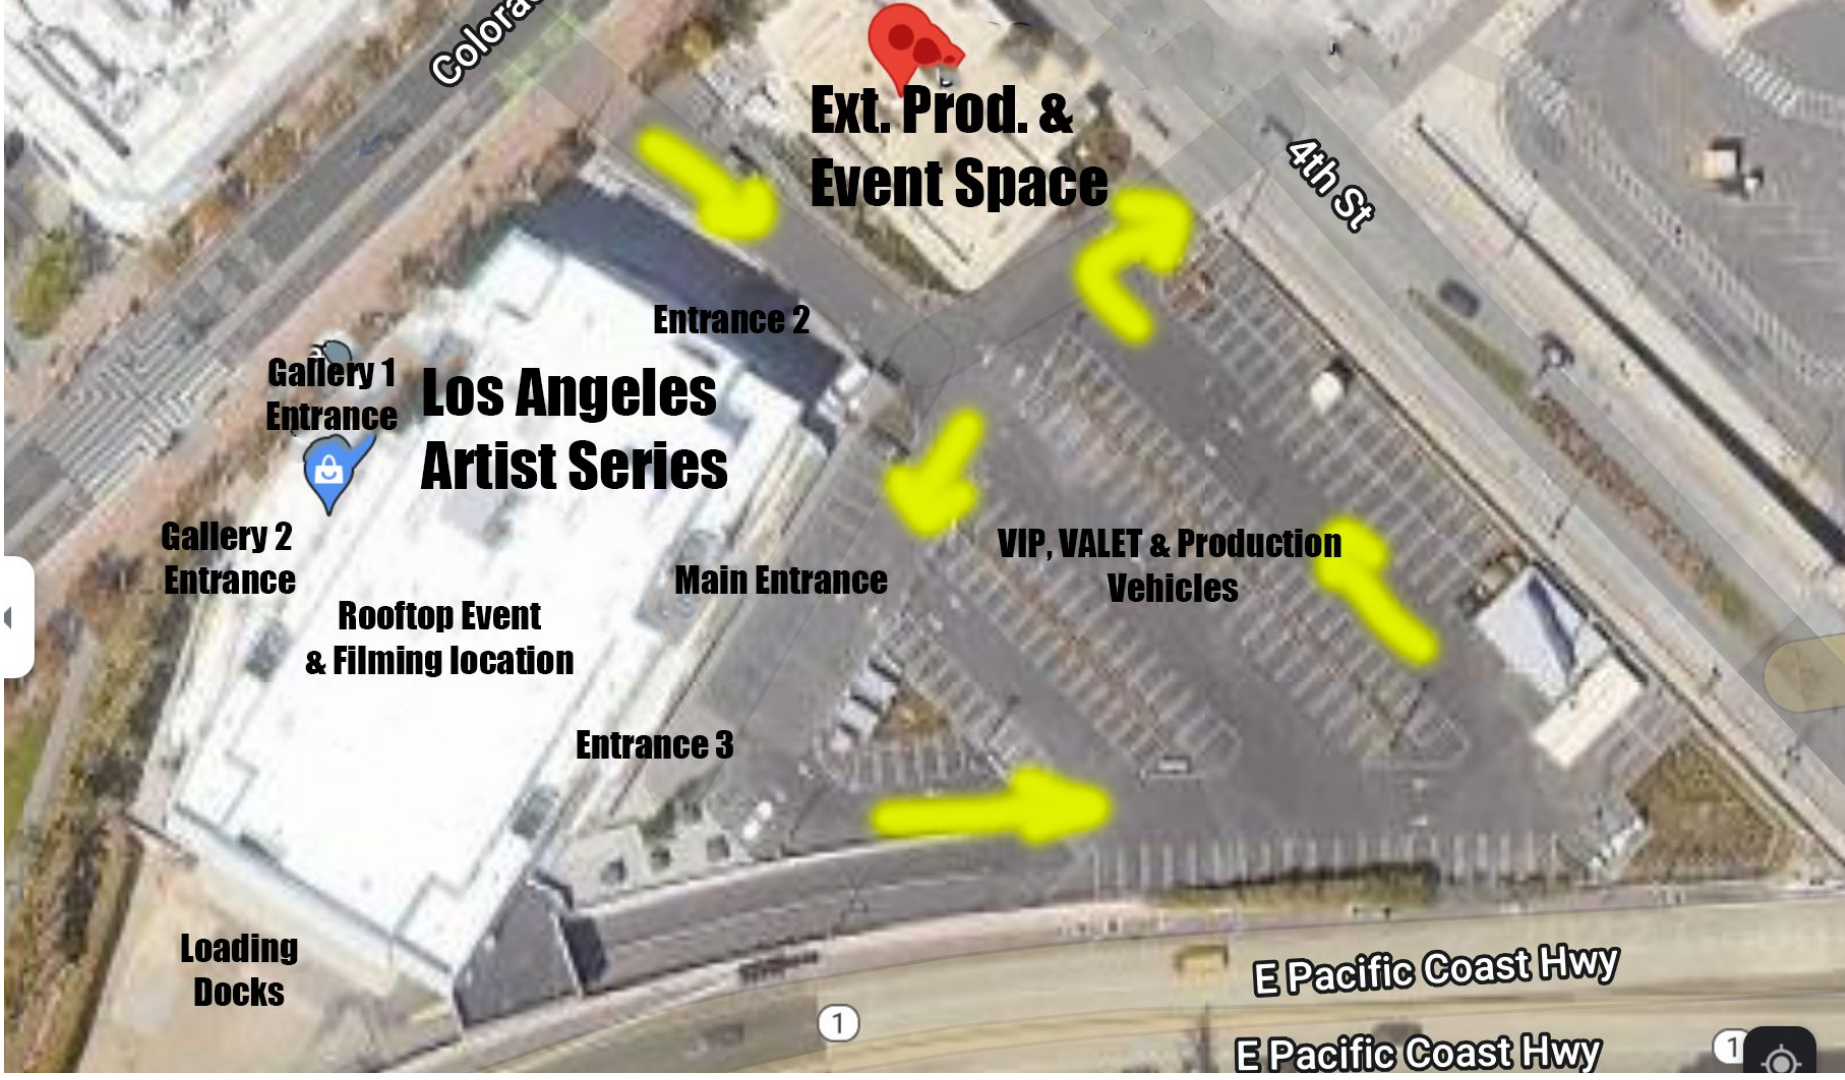 Colorad
Ext. Prod. &
Event Space
4th St
Entrance 2
Gallery 1
Entrance
Los Angeles
Artist Series
Gallery 2
Entrance
Main Entrance
VIP, VALET & Production
Vehicles
Rooftop Event
& Filming location
Entrance 3
Loading
Docks
E Pacific Coast Hwy
1
E Pacific Coast Hwy
1